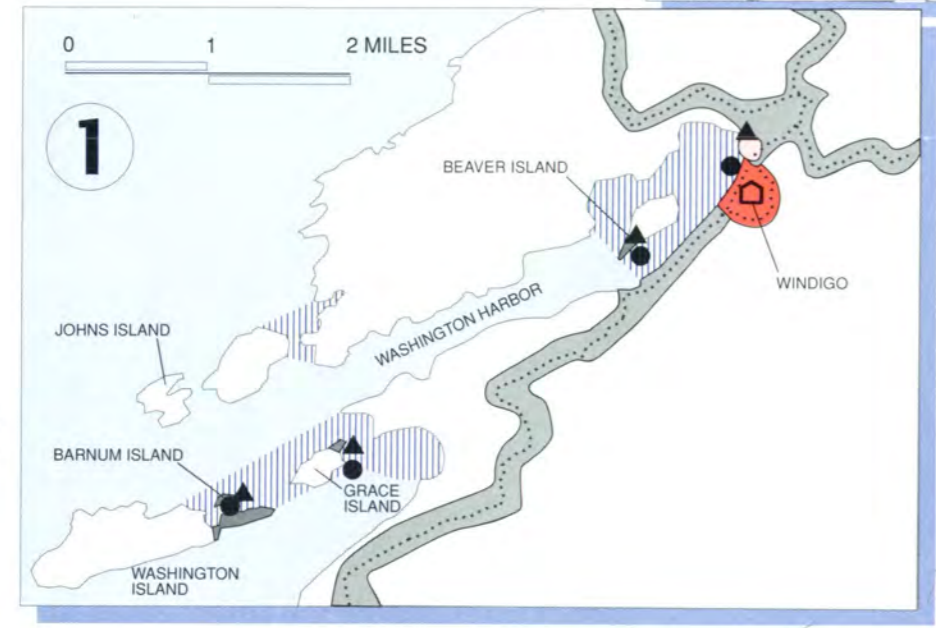 0 1 2 MILES
1
BEAVER ISLAND
WINDIGO
WASHINGTON HARBOR
JOHNS ISLAND
BARNUM ISLAND
GRACE
ISLAND
WASHINGTON
ISLAND